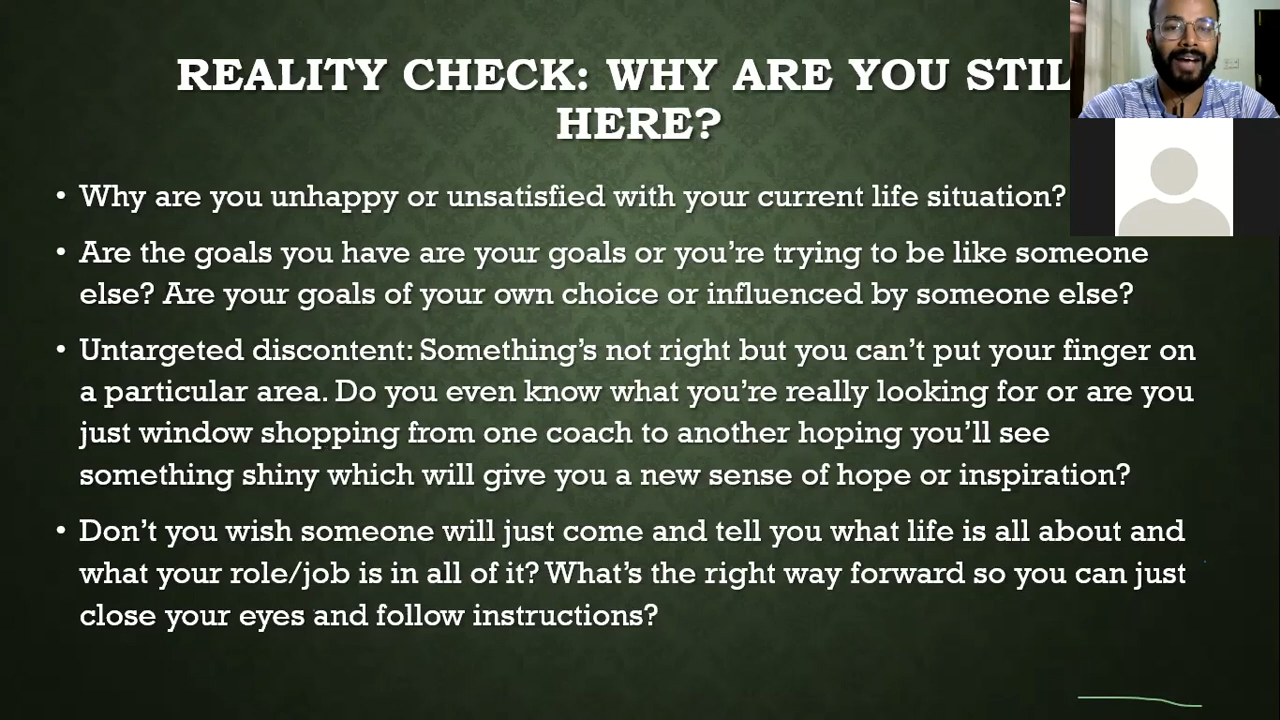 REALITY CHECK: WHY ARE YOU STIL
HERE?
• Why are you unhappy or unsatisfied with your current life situation?
• Are the goals you have are your goals or you’re trying to be like someone
else? Are your goals of your own choice or influenced by someone else?
• Untargeted discontent: Something’s not right but you can’t put your finger on
a particular area. Do you even know what you’re really looking for or are you
just window shopping from one coach to another hoping you’ll see
something shiny which will give you a new sense of hope or inspiration?
• Don’t you wish someone will just come and tell you what life is all about and
what your role/job is in all of it? What’s the right way forward so you can just
close your eyes and follow instructions?